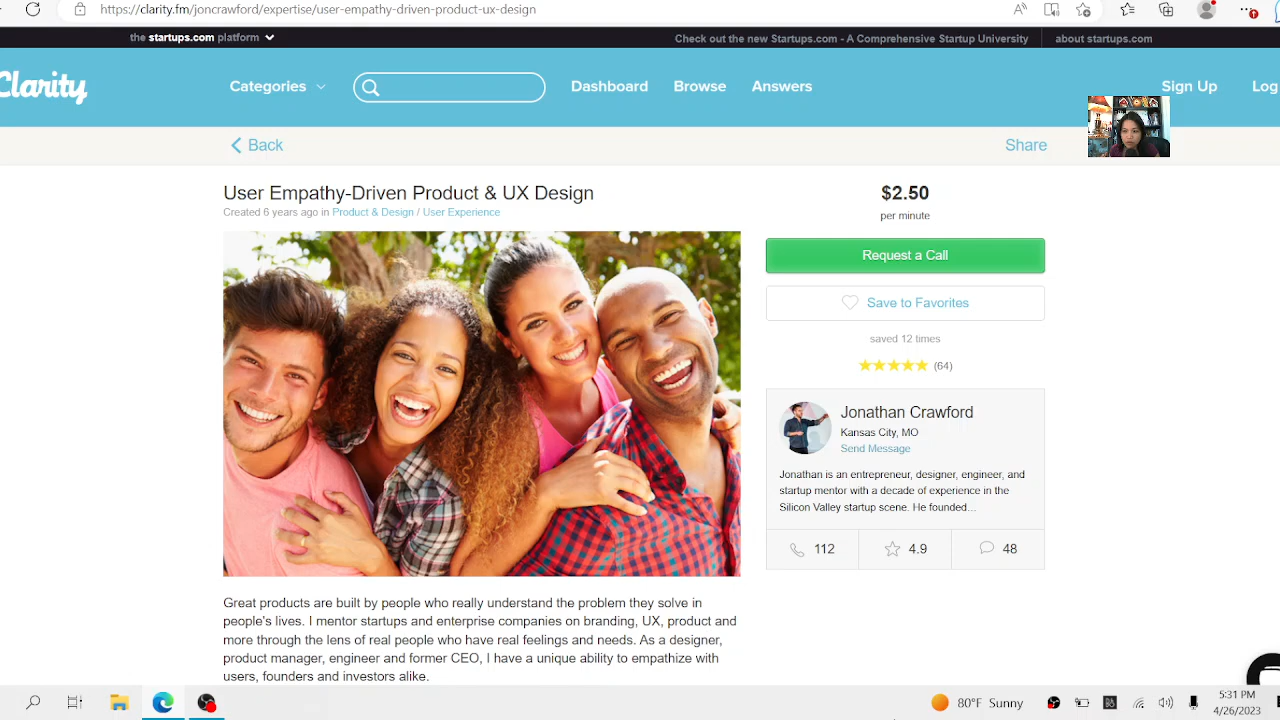 https://clarity.fm/joncrawford/expertise/user-empathy-driven-product-ux-design
the startups.com platform
Check out the new Startups.com - A Comprehensive Startup University
about startups.com
Clarity
Categories
Dashboard
Browse
Answers
Sign Up
Log
Back
Share
User Empathy-Driven Product & UX Design
Created 6 years ago in Product & Design / User Experience
$2.50
per minute
Request a Call
Save to Favorites
saved 12 times
(64)
Jonathan Crawford
Kansas City, MO
Send Message
Jonathan is an entrepreneur, designer, engineer, and
startup mentor with a decade of experience in the
Silicon Valley startup scene. He founded...
112
4.9
48
Great products are built by people who really understand the problem they solve in
people's lives. I mentor startups and enterprise companies on branding, UX, product and
more through the lens of real people who have real feelings and needs. As a designer,
product manager, engineer and former CEO, I have a unique ability to empathize with
users, founders and investors alike.
80°F Sunny
5:31 PM
4/26/2023